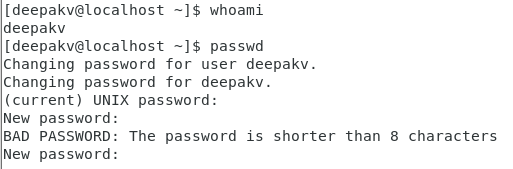 [deepakv@localhost ~]$ whoami
deepakv
[deepakv@localhost ~]$ passwd
Changing password for user deepakv.
Changing password for deepakv.
(current) UNIX password:
New password:
BAD PASSWORD: The password is shorter than 8 characters
New password: